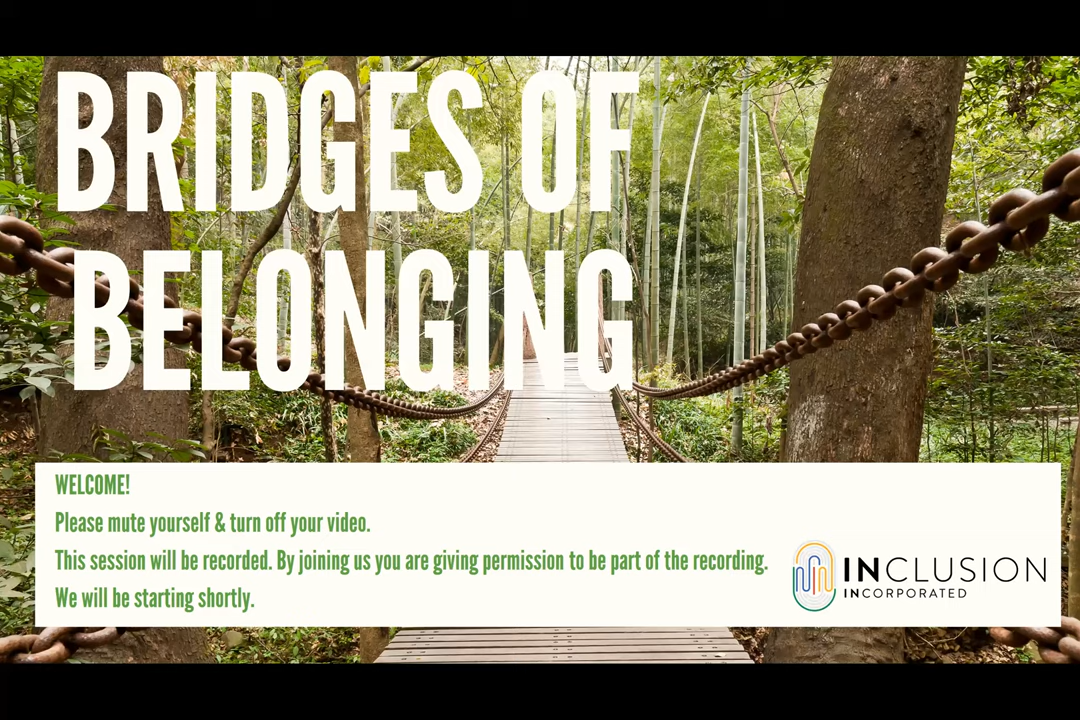 BRIDGES OF
BELONGING
WELCOME!
Please mute yourself & turn off your video.
This session will be recorded. By joining us you are giving permission to be part of the recording.
We will be starting shortly.
INCLUSION
INCORPORATED